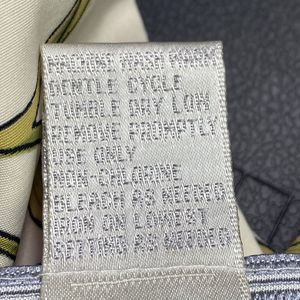 MACHINE WASH WARM
GENTLE CYCLE
TUMBLE DRY LOW
REMOVE PROMPTLY
USE ONLY
NON-CHLORINE
BLEACH AS NEEDED
IRON ON LOWEST
SETTING AS NEEDED